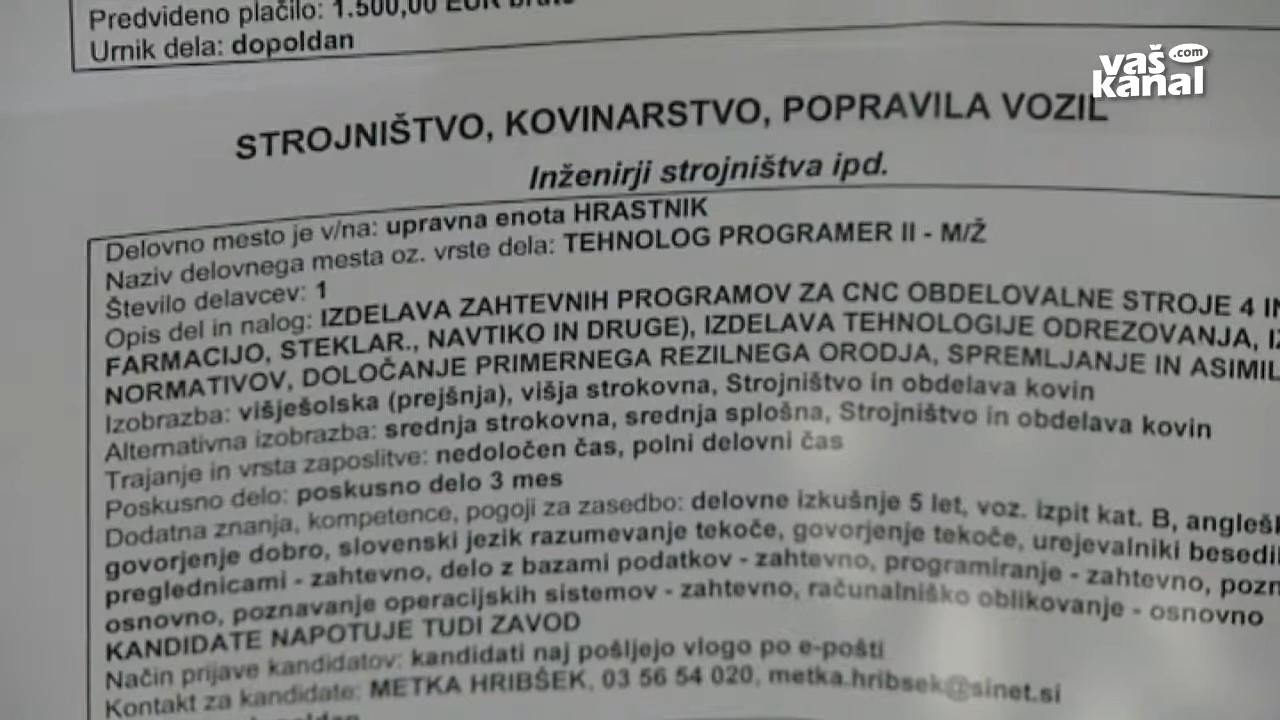 Predvideno plačilo: 1.500,00 EUR bruto
Urnik dela: dopoldan
vaš .com
kanal
STROJNIŠTVO, KOVINARSTVO, POPRAVILA VOZIL
Inženirji strojništva ipd.
Delovno mesto je v/na: upravna enota HRASTNIK
Naziv delovnega mesta oz. vrste dela: TEHNOLOG PROGRAMER II - M/Ž
Število delavcev: 1
Opis del in nalog: IZDELAVA ZAHTEVNIH PROGRAMOV ZA CNC OBDELOVALNE STROJE 4 IN
FARMACIJO, STEKLAR., NAVTIKO IN DRUGE), IZDELAVA TEHNOLOGIJE ODREZOVANJA,
NORMATIVOV, DOLOČANJE PRIMERNEGA REZILNEGA ORODJA, SPREMLJANJE IN ASIMIL
Izobrazba: višješolska (prejšnja), višja strokovna, Strojništvo in obdelava kovin
Alternativna izobrazba: srednja strokovna, srednja splošna, Strojništvo in obdelava kovin
Trajanje in vrsta zaposlitve: nedoločen čas, polni delovni čas
Poskusno delo: poskusno delo 3 mes
Dodatna znanja, kompetence, pogoji za zasedbo: delovne izkušnje 5 let, voz. izpit kat. B, angleš
govorjenje dobro, slovenski jezik razumevanje tekoče, govorjenje tekoče, urejevalniki besedil
preglednicami - zahtevno, delo z bazami podatkov - zahtevno, programiranje - zahtevno, pozn
osnovno, poznavanje operacijskih sistemov - zahtevno, računalniško oblikovanje - osnovno
KANDIDATE NAPOTUJE TUDI ZAVOD
Način prijave kandidatov: kandidati naj pošljejo vlogo po e-pošti
Kontakt za kandidate: METKA HRIBŠEK, 03 56 54 020, metka.hribsek@sinet.si